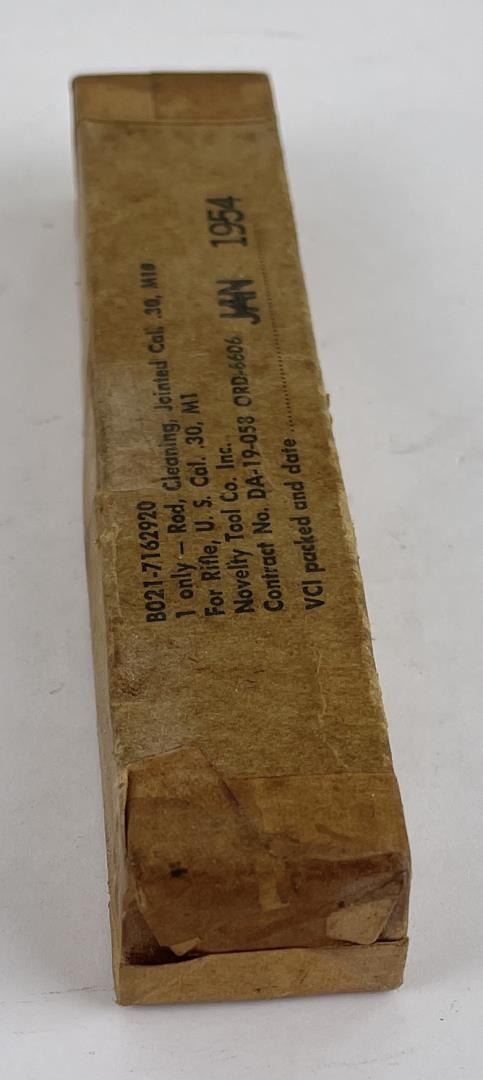 B021-7162920
1 only – Rod, Cleaning, Jointed Cal. .30, M10
For Rifle, U. S. Cal. .30, M1
Novelty Tool Co. Inc.
Contract No. DA-19-058 ORD-6606
VCI packed and date .................... JAN 1954